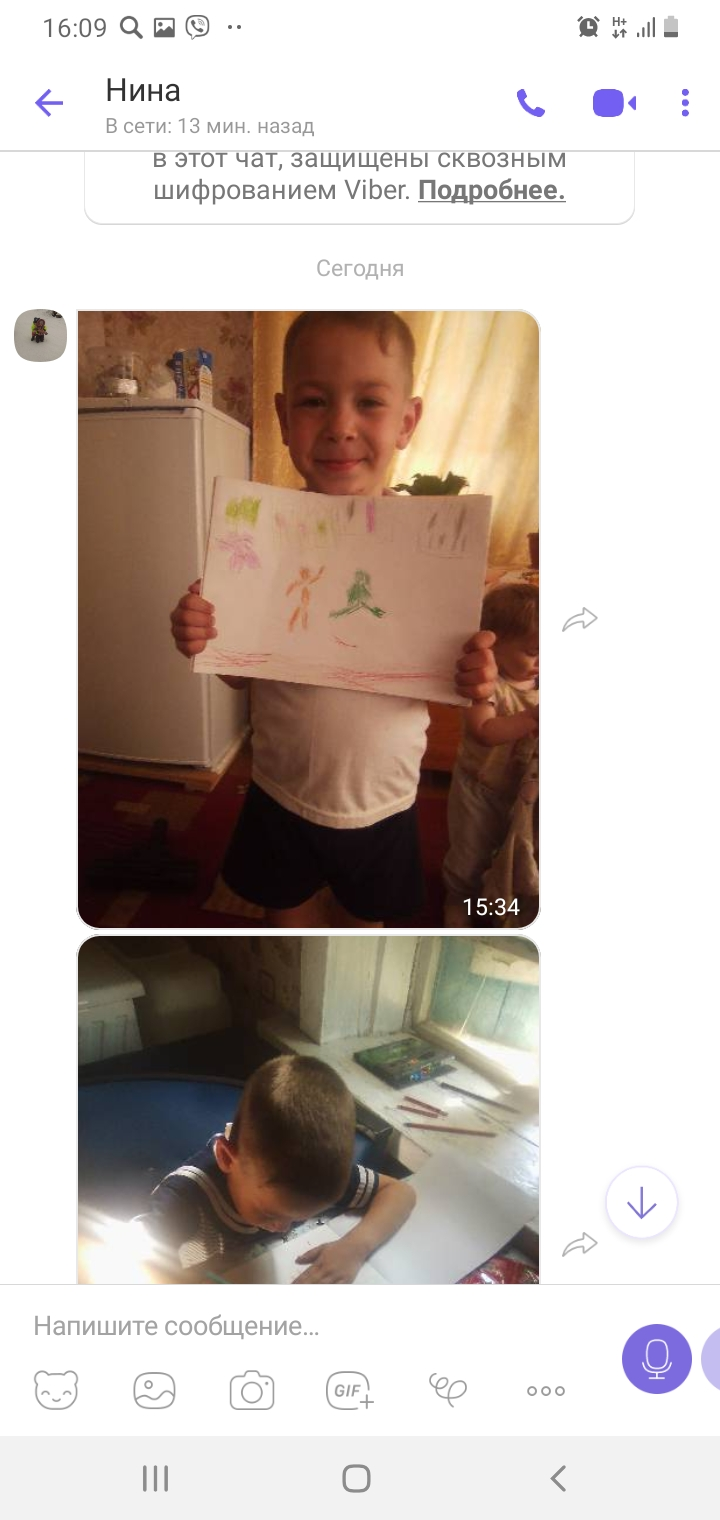 16:09
H+
Нина
В сети: 13 мин. назад
в этот чат, защищены сквозным
шифрованием Viber. Подробнее.
Сегодня
15:34
Напишите сообщение...
GIF